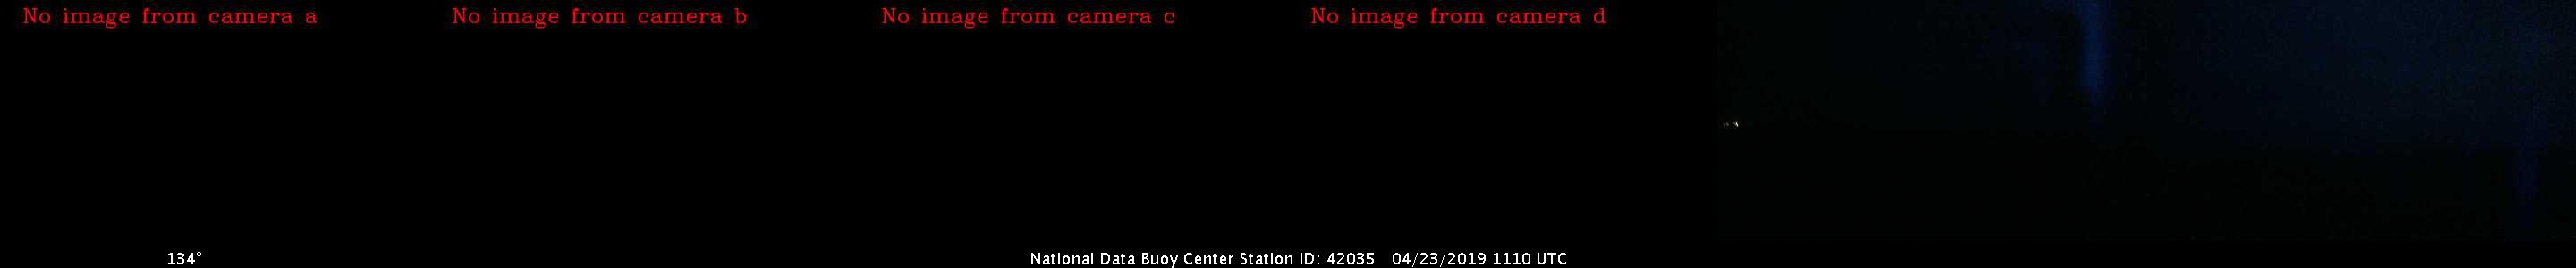 No image from camera a
No image from camera b
No image from camera c
No image from camera d
134°
National Data Buoy Center Station ID: 42035 04/23/2019 1110 UTC